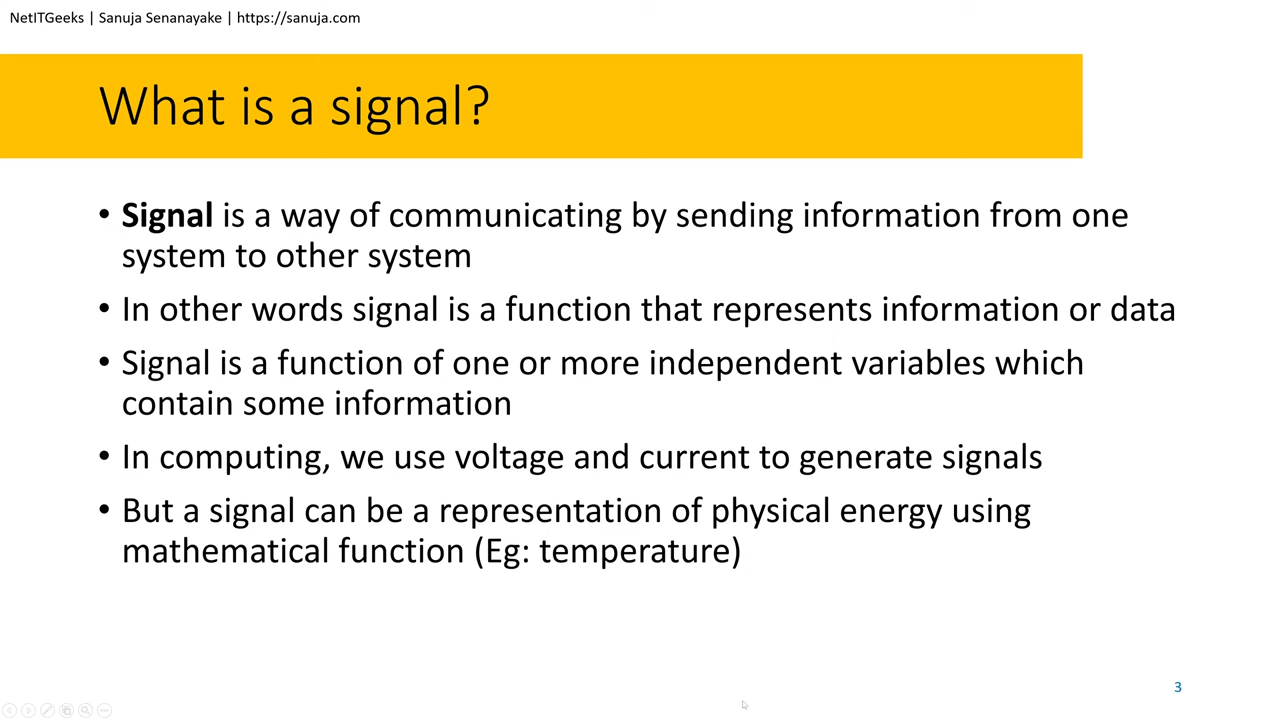 NetITGeeks | Sanuja Senanayake | https://sanuja.com
What is a signal?
• Signal is a way of communicating by sending information from one
system to other system
• In other words signal is a function that represents information or data
• Signal is a function of one or more independent variables which
contain some information
• In computing, we use voltage and current to generate signals
• But a signal can be a representation of physical energy using
mathematical function (Eg: temperature)
3